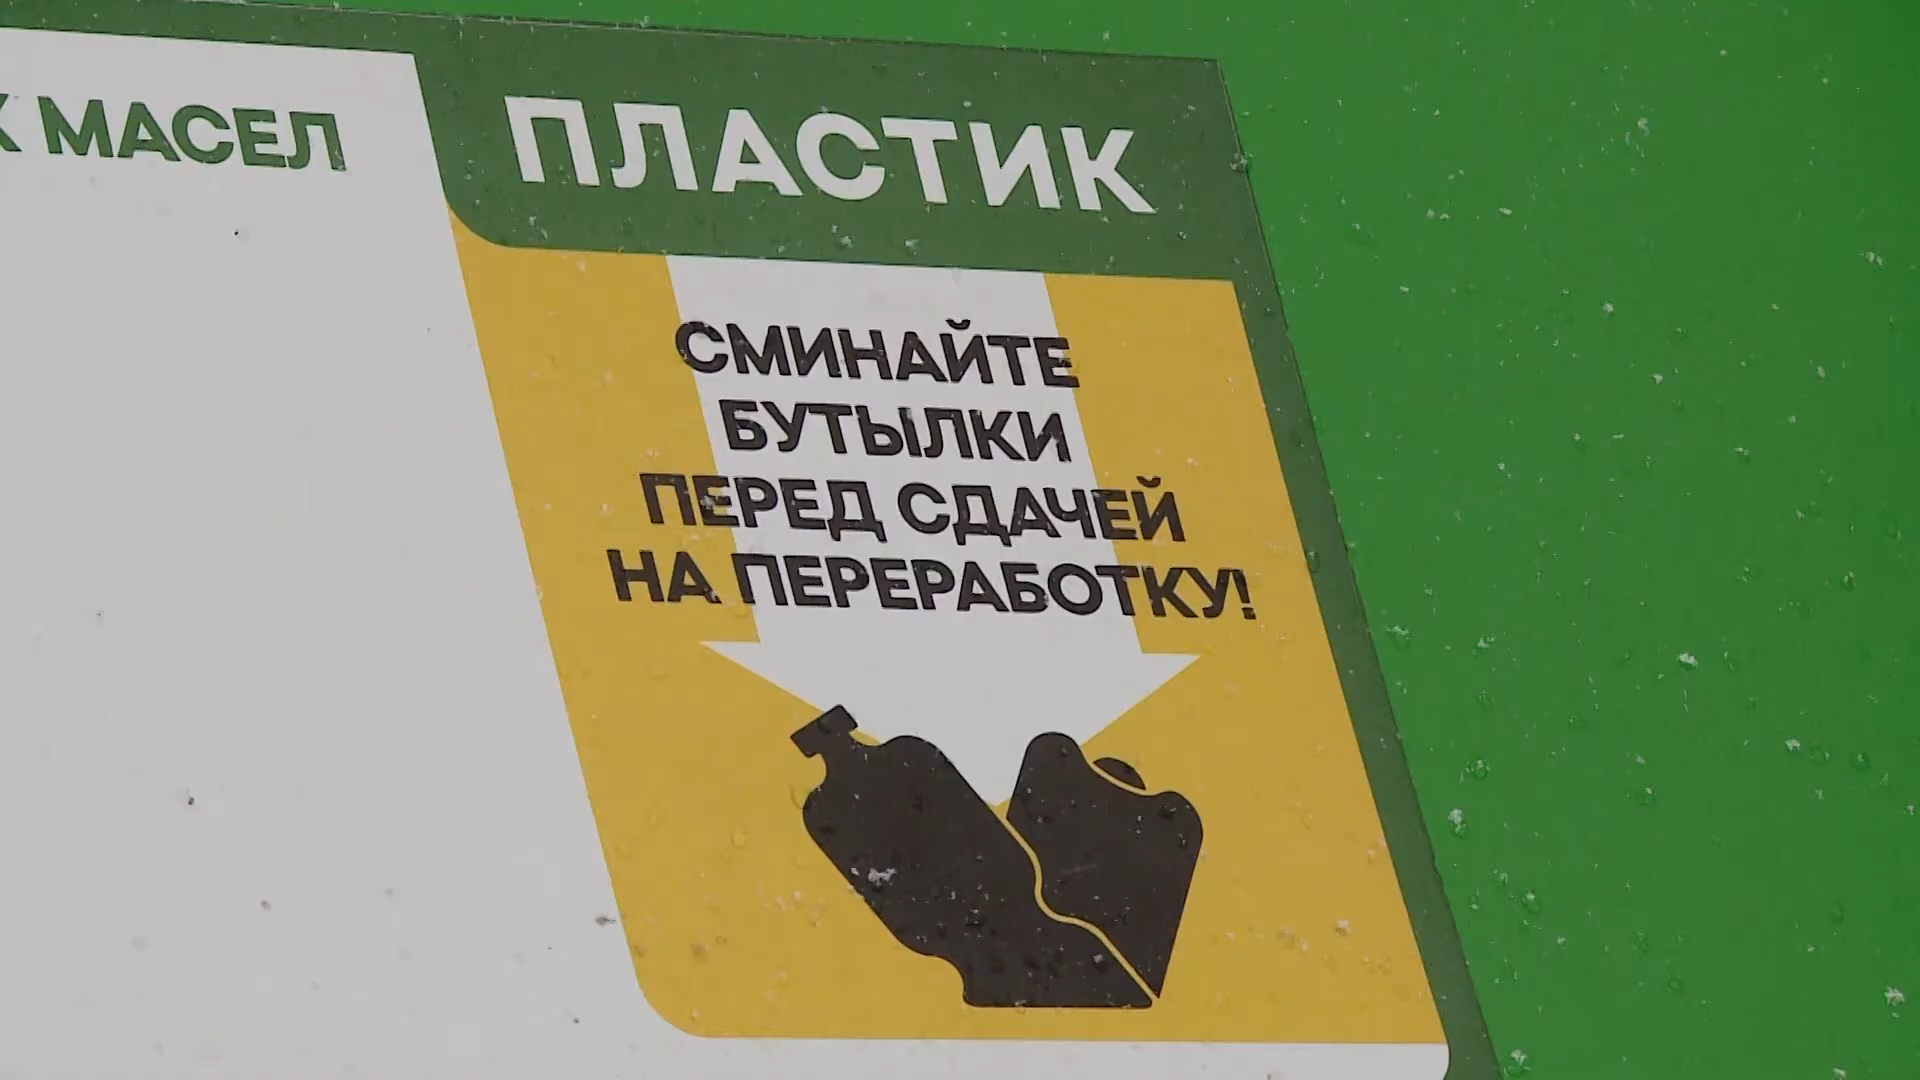 МАСЕЛ
ПЛАСТИК
СМИНАЙТЕ
БУТЫЛКИ
ПЕРЕД СДАЧЕЙ
НА ПЕРЕРАБОТКУ!